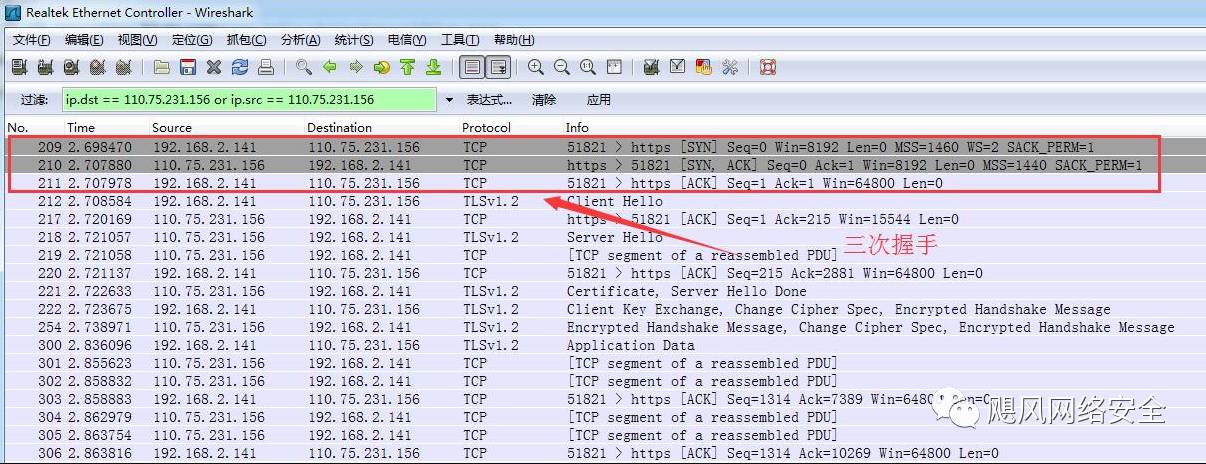 Realtek Ethernet Controller - Wireshark
文件(F) 编辑(E) 视图(V) 定位(G) 抓包(C) 分析(A) 统计(S) 电信(Y) 工具(T) 帮助(H)
过滤: ip.dst == 110.75.231.156 or ip.src == 110.75.231.156 表达式... 清除 应用
No. Time Source Destination Protocol Info
209 2.698470 192.168.2.141 110.75.231.156 TCP 51821 > https [SYN] Seq=0 Win=8192 Len=0 MSS=1460 WS=2 SACK_PERM=1
210 2.707880 110.75.231.156 192.168.2.141 TCP https > 51821 [SYN, ACK] Seq=0 Ack=1 Win=8192 Len=0 MSS=1440 SACK_PERM=1
211 2.707978 192.168.2.141 110.75.231.156 TCP 51821 > https [ACK] Seq=1 Ack=1 Win=64800 Len=0
212 2.708584 192.168.2.141 110.75.231.156 TLSv1.2 Client Hello
217 2.720169 110.75.231.156 192.168.2.141 TCP https > 51821 [ACK] Seq=1 Ack=215 Win=15544 Len=0
218 2.721057 110.75.231.156 192.168.2.141 TLSv1.2 Server Hello
三次握手
219 2.721058 110.75.231.156 192.168.2.141 TCP [TCP segment of a reassembled PDU]
220 2.721137 192.168.2.141 110.75.231.156 TCP 51821 > https [ACK] Seq=215 Ack=2881 Win=64800 Len=0
221 2.722633 110.75.231.156 192.168.2.141 TLSv1.2 Certificate, Server Hello Done
222 2.723675 192.168.2.141 110.75.231.156 TLSv1.2 Client Key Exchange, Change Cipher Spec, Encrypted Handshake Message
254 2.738971 110.75.231.156 192.168.2.141 TLSv1.2 Encrypted Handshake Message, Change Cipher Spec, Encrypted Handshake Message
300 2.836096 192.168.2.141 110.75.231.156 TLSv1.2 Application Data
301 2.855623 110.75.231.156 192.168.2.141 TCP [TCP segment of a reassembled PDU]
302 2.858832 110.75.231.156 192.168.2.141 TCP [TCP segment of a reassembled PDU]
303 2.858883 192.168.2.141 110.75.231.156 TCP 51821 > https [ACK] Seq=1314 Ack=7389 Win=64800 Len=0
304 2.862979 110.75.231.156 192.168.2.141 TCP [TCP segment of a reassembled PDU]
305 2.863754 110.75.231.156 192.168.2.141 TCP [TCP segment of a reassembled PDU]
306 2.863816 192.168.2.141 110.75.231.156 TCP 51821 > https [ACK] Seq=1314 Ack=10269 Win=64800 Len=0
飓风网络安全